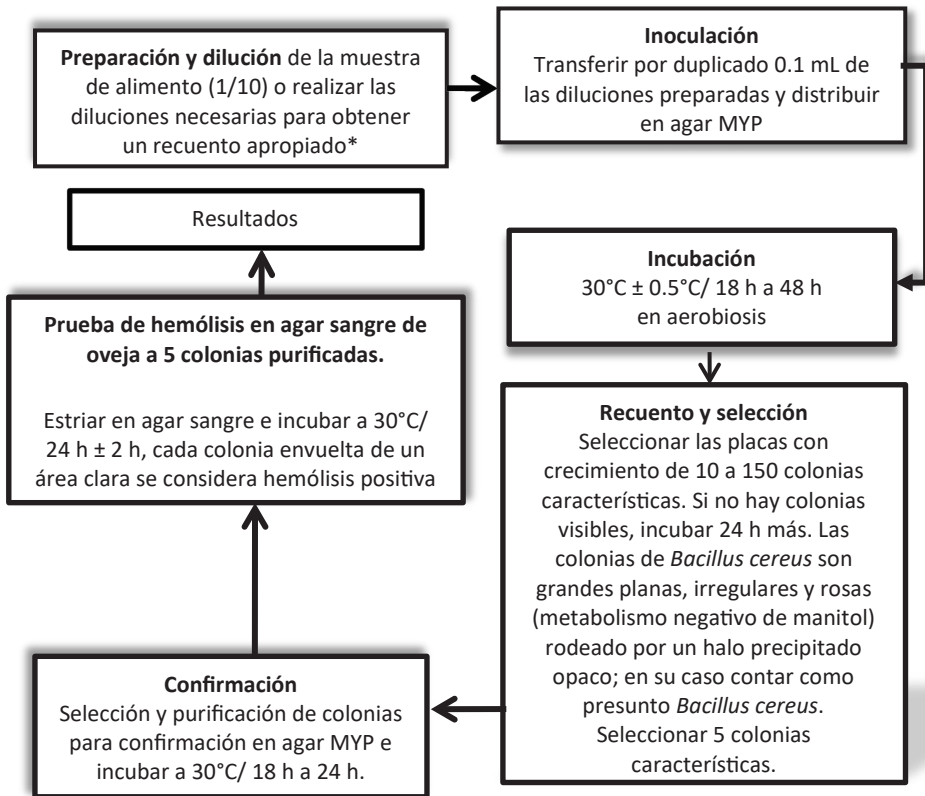 Preparación y dilución de la muestra
de alimento (1/10) o realizar las
diluciones necesarias para obtener
un recuento apropiado*
Inoculación
Transferir por duplicado 0.1 mL de
las diluciones preparadas y distribuir
en agar MYP
Incubación
30°C ± 0.5°C/ 18 h a 48 h
en aerobiosis
Recuento y selección
Seleccionar las placas con
crecimiento de 10 a 150 colonias
características. Si no hay colonias
visibles, incubar 24 h más. Las
colonias de Bacillus cereus son
grandes planas, irregulares y rosas
(metabolismo negativo de manitol)
rodeado por un halo precipitado
opaco; en su caso contar como
presunto Bacillus cereus.
Seleccionar 5 colonias
características.
Confirmación
Selección y purificación de colonias
para confirmación en agar MYP e
incubar a 30°C/ 18 h a 24 h.
Prueba de hemólisis en agar sangre de
oveja a 5 colonias purificadas.
Estriar en agar sangre e incubar a 30°C/
24 h ± 2 h, cada colonia envuelta de un
área clara se considera hemólisis positiva
Resultados